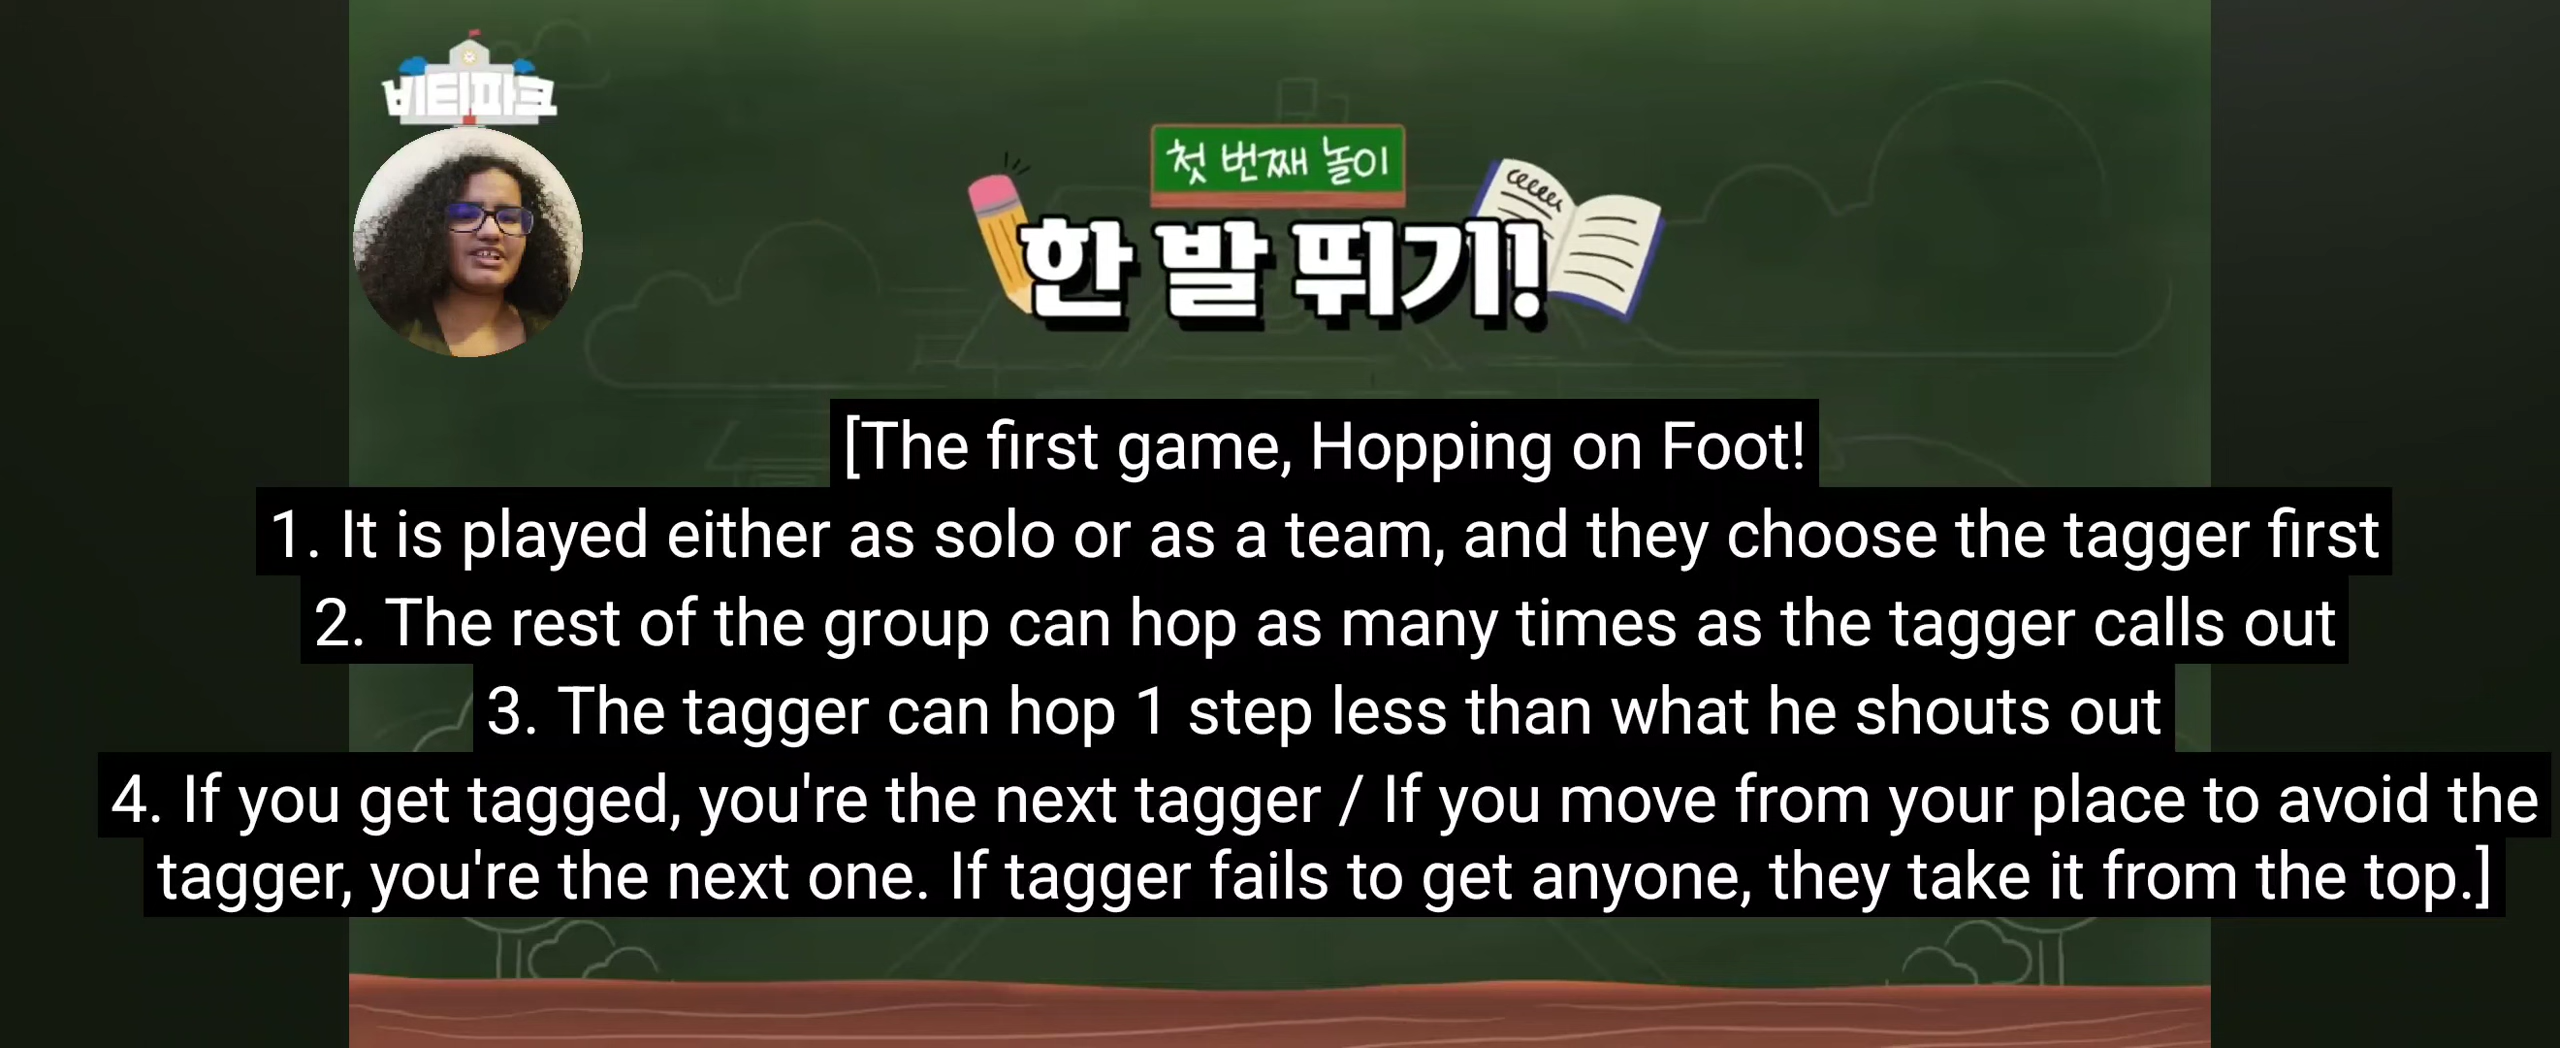 비티파크
첫 번째 놀이
한 발 뛰기!
[The first game, Hopping on Foot!
1. It is played either as solo or as a team, and they choose the tagger first
2. The rest of the group can hop as many times as the tagger calls out
3. The tagger can hop 1 step less than what he shouts out
4. If you get tagged, you're the next tagger / If you move from your place to avoid the
tagger, you're the next one. If tagger fails to get anyone, they take it from the top.]